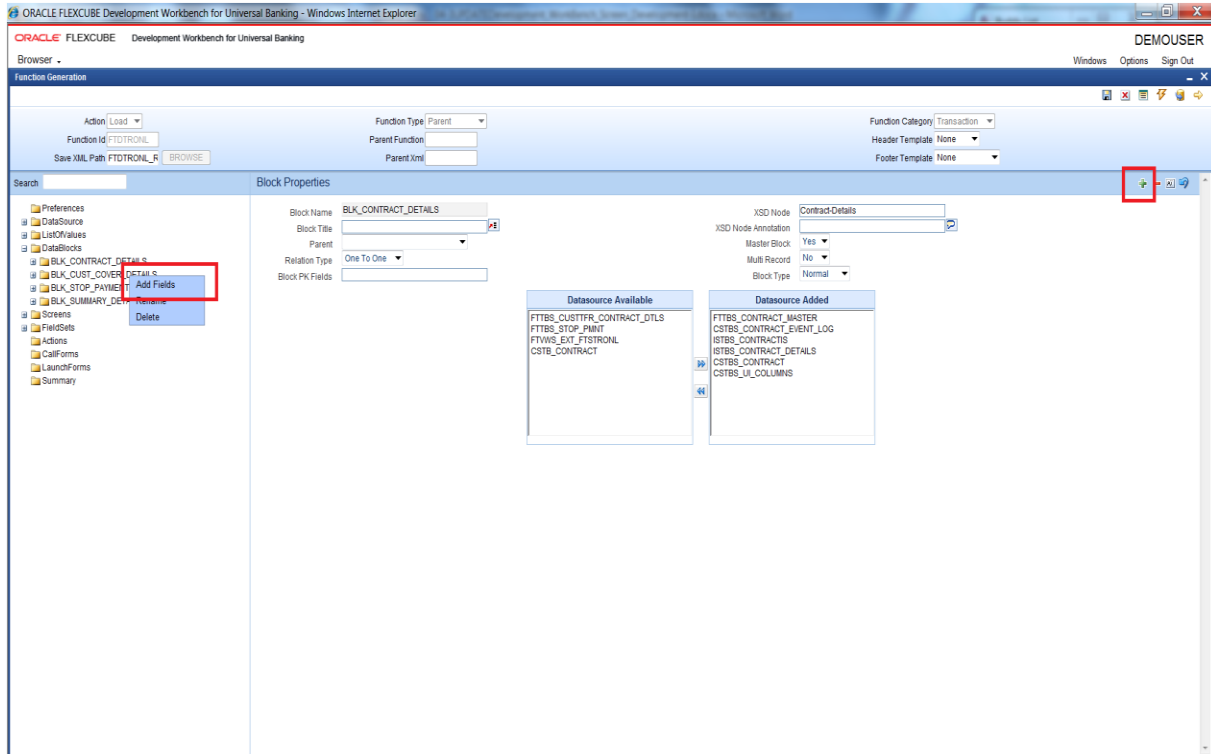 ORACLE FLEXCUBE Development Workbench for Universal Banking - Windows Internet Explorer
ORACLE FLEXCUBE Development Workbench for Universal Banking
DEMOUSER
Browser
Windows Options Sign Out
Function Generation
Action Load
Function Type Parent
Function Category Transaction
Function Id FTDTRONL
Parent Function
Header Template None
Save XML Path FTDTRONL_R BROWSE
Parent Xml
Footer Template None
Search
Block Properties
Preferences
DataSource
ListOfValues
DataBlocks
BLK_CONTRACT_DETAILS
BLK_CUST_COVER_DETAILS
BLK_STOP_PAYMENT
BLK_SUMMARY_DETA
Screens
FieldSets
Actions
CallForms
LaunchForms
Summary
Add Fields
Rename
Delete
Block Name BLK_CONTRACT_DETAILS
Block Title
Parent
Relation Type One To One
Block PK Fields
XSD Node Contract-Details
XSD Node Annotation
Master Block Yes
Multi Record No
Block Type Normal
Datasource Available
FTTBS_CUSTTFR_CONTRACT_DTLS
FTTBS_STOP_PMNT
FTVWS_EXT_FTSTRONL
CSTB_CONTRACT
Datasource Added
FTTBS_CONTRACT_MASTER
CSTBS_CONTRACT_EVENT_LOG
ISTBS_CONTRACTIS
ISTBS_CONTRACT_DETAILS
CSTBS_CONTRACT
CSTBS_UI_COLUMNS